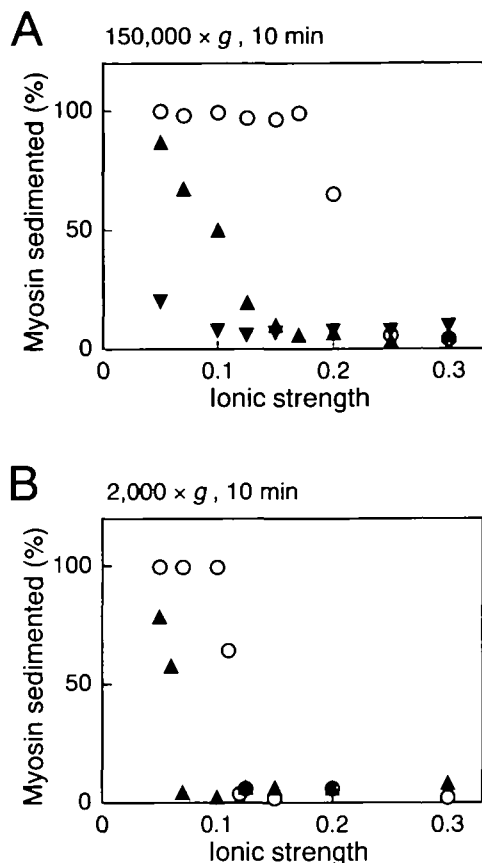 A
150,000 × g , 10 min
Myosin sedimented (%)
100
50
0
0 0.1 0.2 0.3
Ionic strength
B
2,000 × g , 10 min
Myosin sedimented (%)
100
50
0
0 0.1 0.2 0.3
Ionic strength